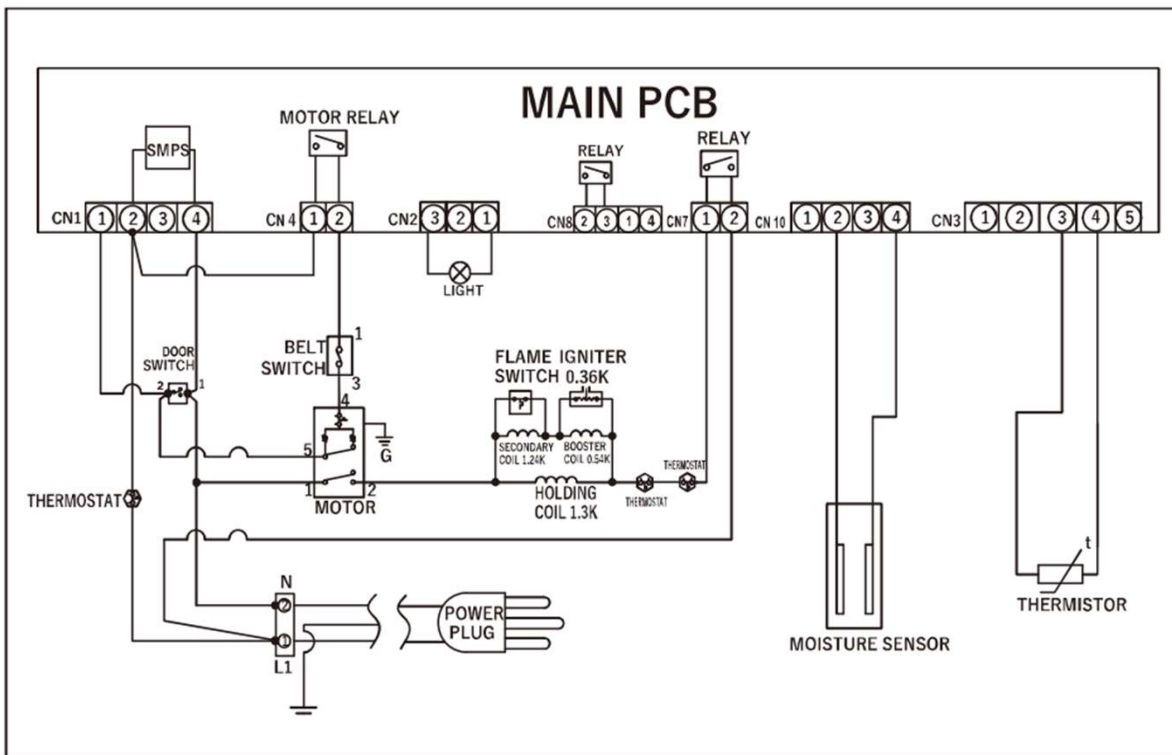 MAIN PCB
MOTOR RELAY
SMPS
RELAY
RELAY
CN1 1 2 3 4
CN 4 1 2
CN2 3 2 1
CN8 2 3 1 4
CN7 1 2
CN 10 1 2 3 4
CN3 1 2 3 4 5
LIGHT
DOOR
SWITCH
2 1
BELT
SWITCH
1
3
FLAME IGNITER
SWITCH 0.36K
4
5
G
SECONDARY
COIL 1.24K
BOOSTER
COIL 0.54K
1 2
MOTOR
HOLDING
COIL 1.3K
THERMOSTAT
THERMOSTAT
THERMOSTAT
N
2
1
L1
POWER
PLUG
MOISTURE SENSOR
t
THERMISTOR